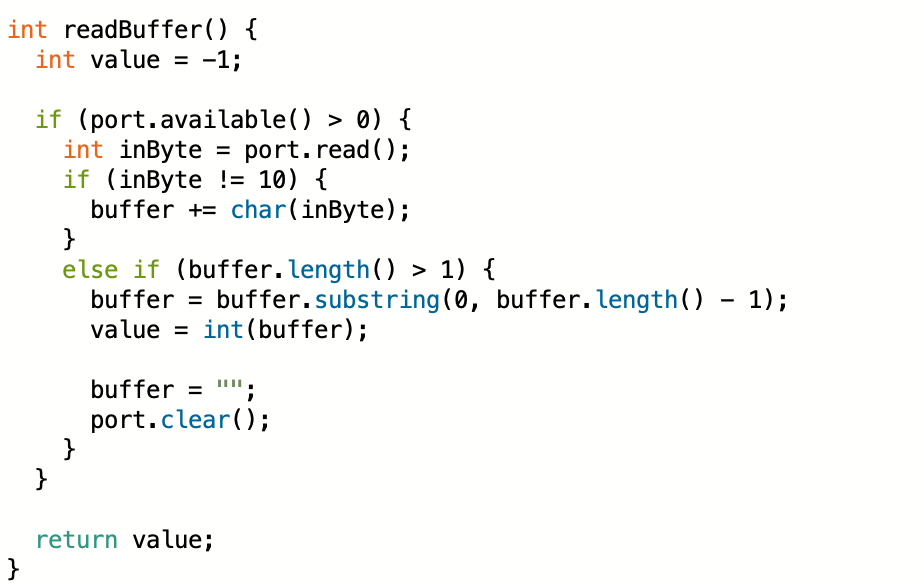 int readBuffer() {
  int value = -1;

  if (port.available() > 0) {
    int inByte = port.read();
    if (inByte != 10) {
      buffer += char(inByte);
    }
    else if (buffer.length() > 1) {
      buffer = buffer.substring(0, buffer.length() - 1);
      value = int(buffer);

      buffer = "";
      port.clear();
    }
  }

  return value;
}